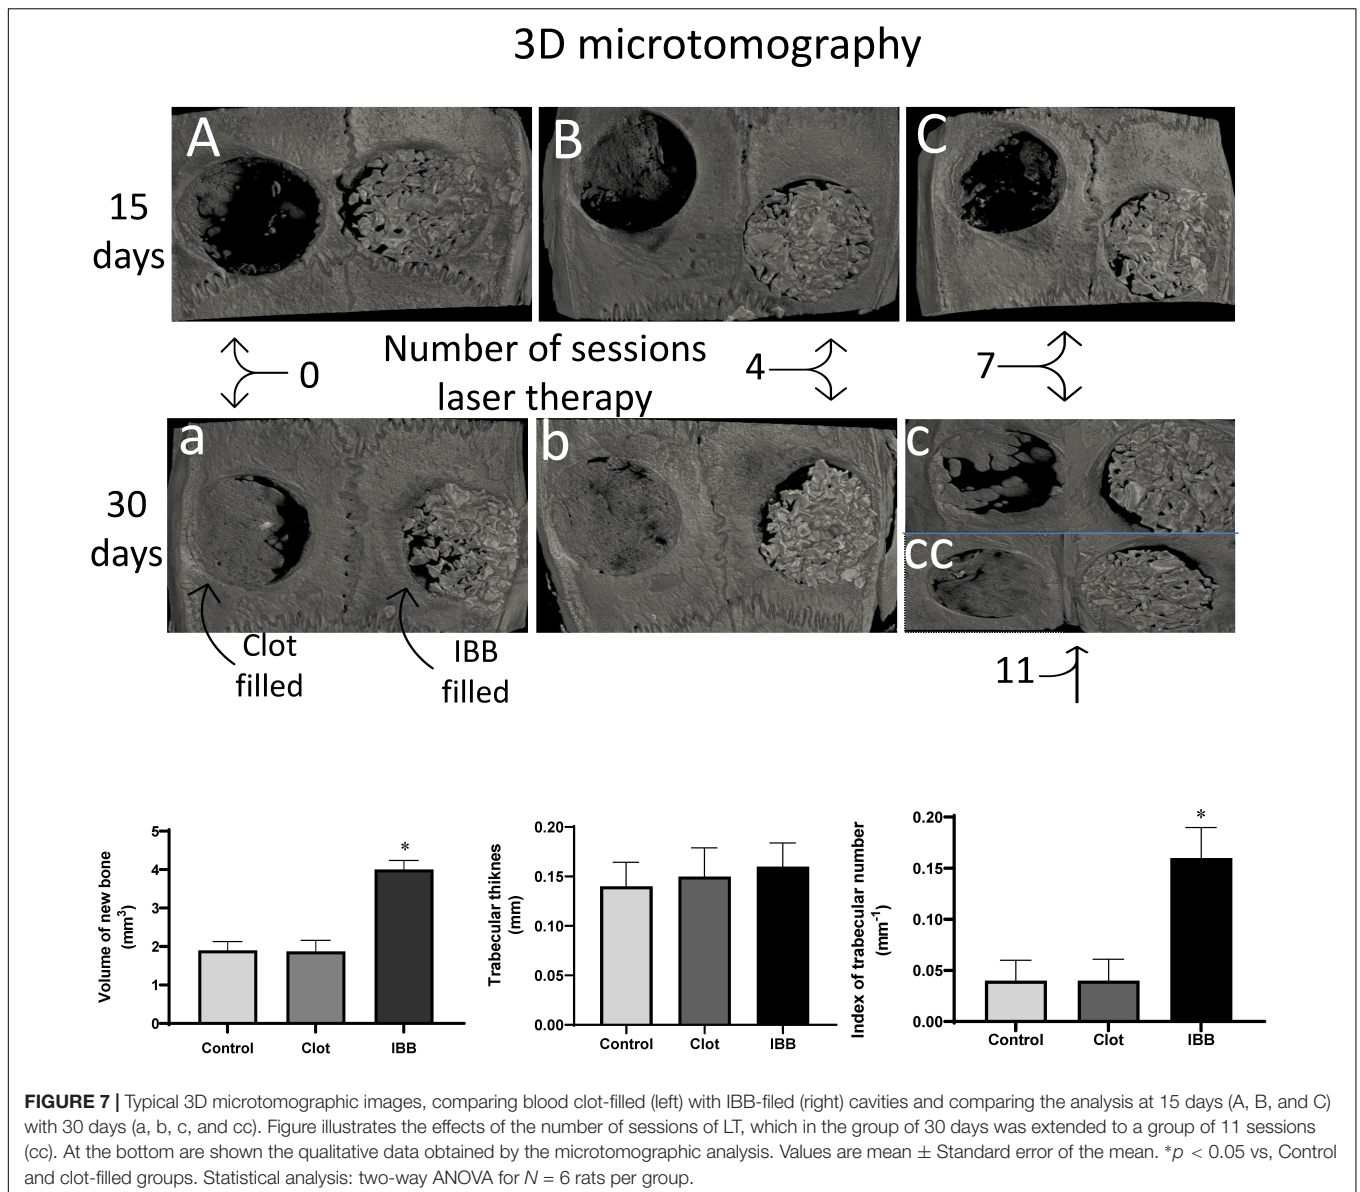 3D microtomography
A
B
C
15
days
0
Number of sessions
laser therapy
4
7
a
b
c
cc
30
days
Clot
filled
IBB
filled
11
Volume of new bone
(mm³)
5
4
3
2
1
0
*
Control Clot IBB
Trabecular thiknes
(mm)
0.20
0.15
0.10
0.05
0.00
Control Clot IBB
Index of trabecular number
(mm⁻¹)
0.20
0.15
0.10
0.05
0.00
*
Control Clot IBB
FIGURE 7 | Typical 3D microtomographic images, comparing blood clot-filled (left) with IBB-filed (right) cavities and comparing the analysis at 15 days (A, B, and C)
with 30 days (a, b, c, and cc). Figure illustrates the effects of the number of sessions of LT, which in the group of 30 days was extended to a group of 11 sessions
(cc). At the bottom are shown the qualitative data obtained by the microtomographic analysis. Values are mean ± Standard error of the mean. *p < 0.05 vs, Control
and clot-filled groups. Statistical analysis: two-way ANOVA for N = 6 rats per group.